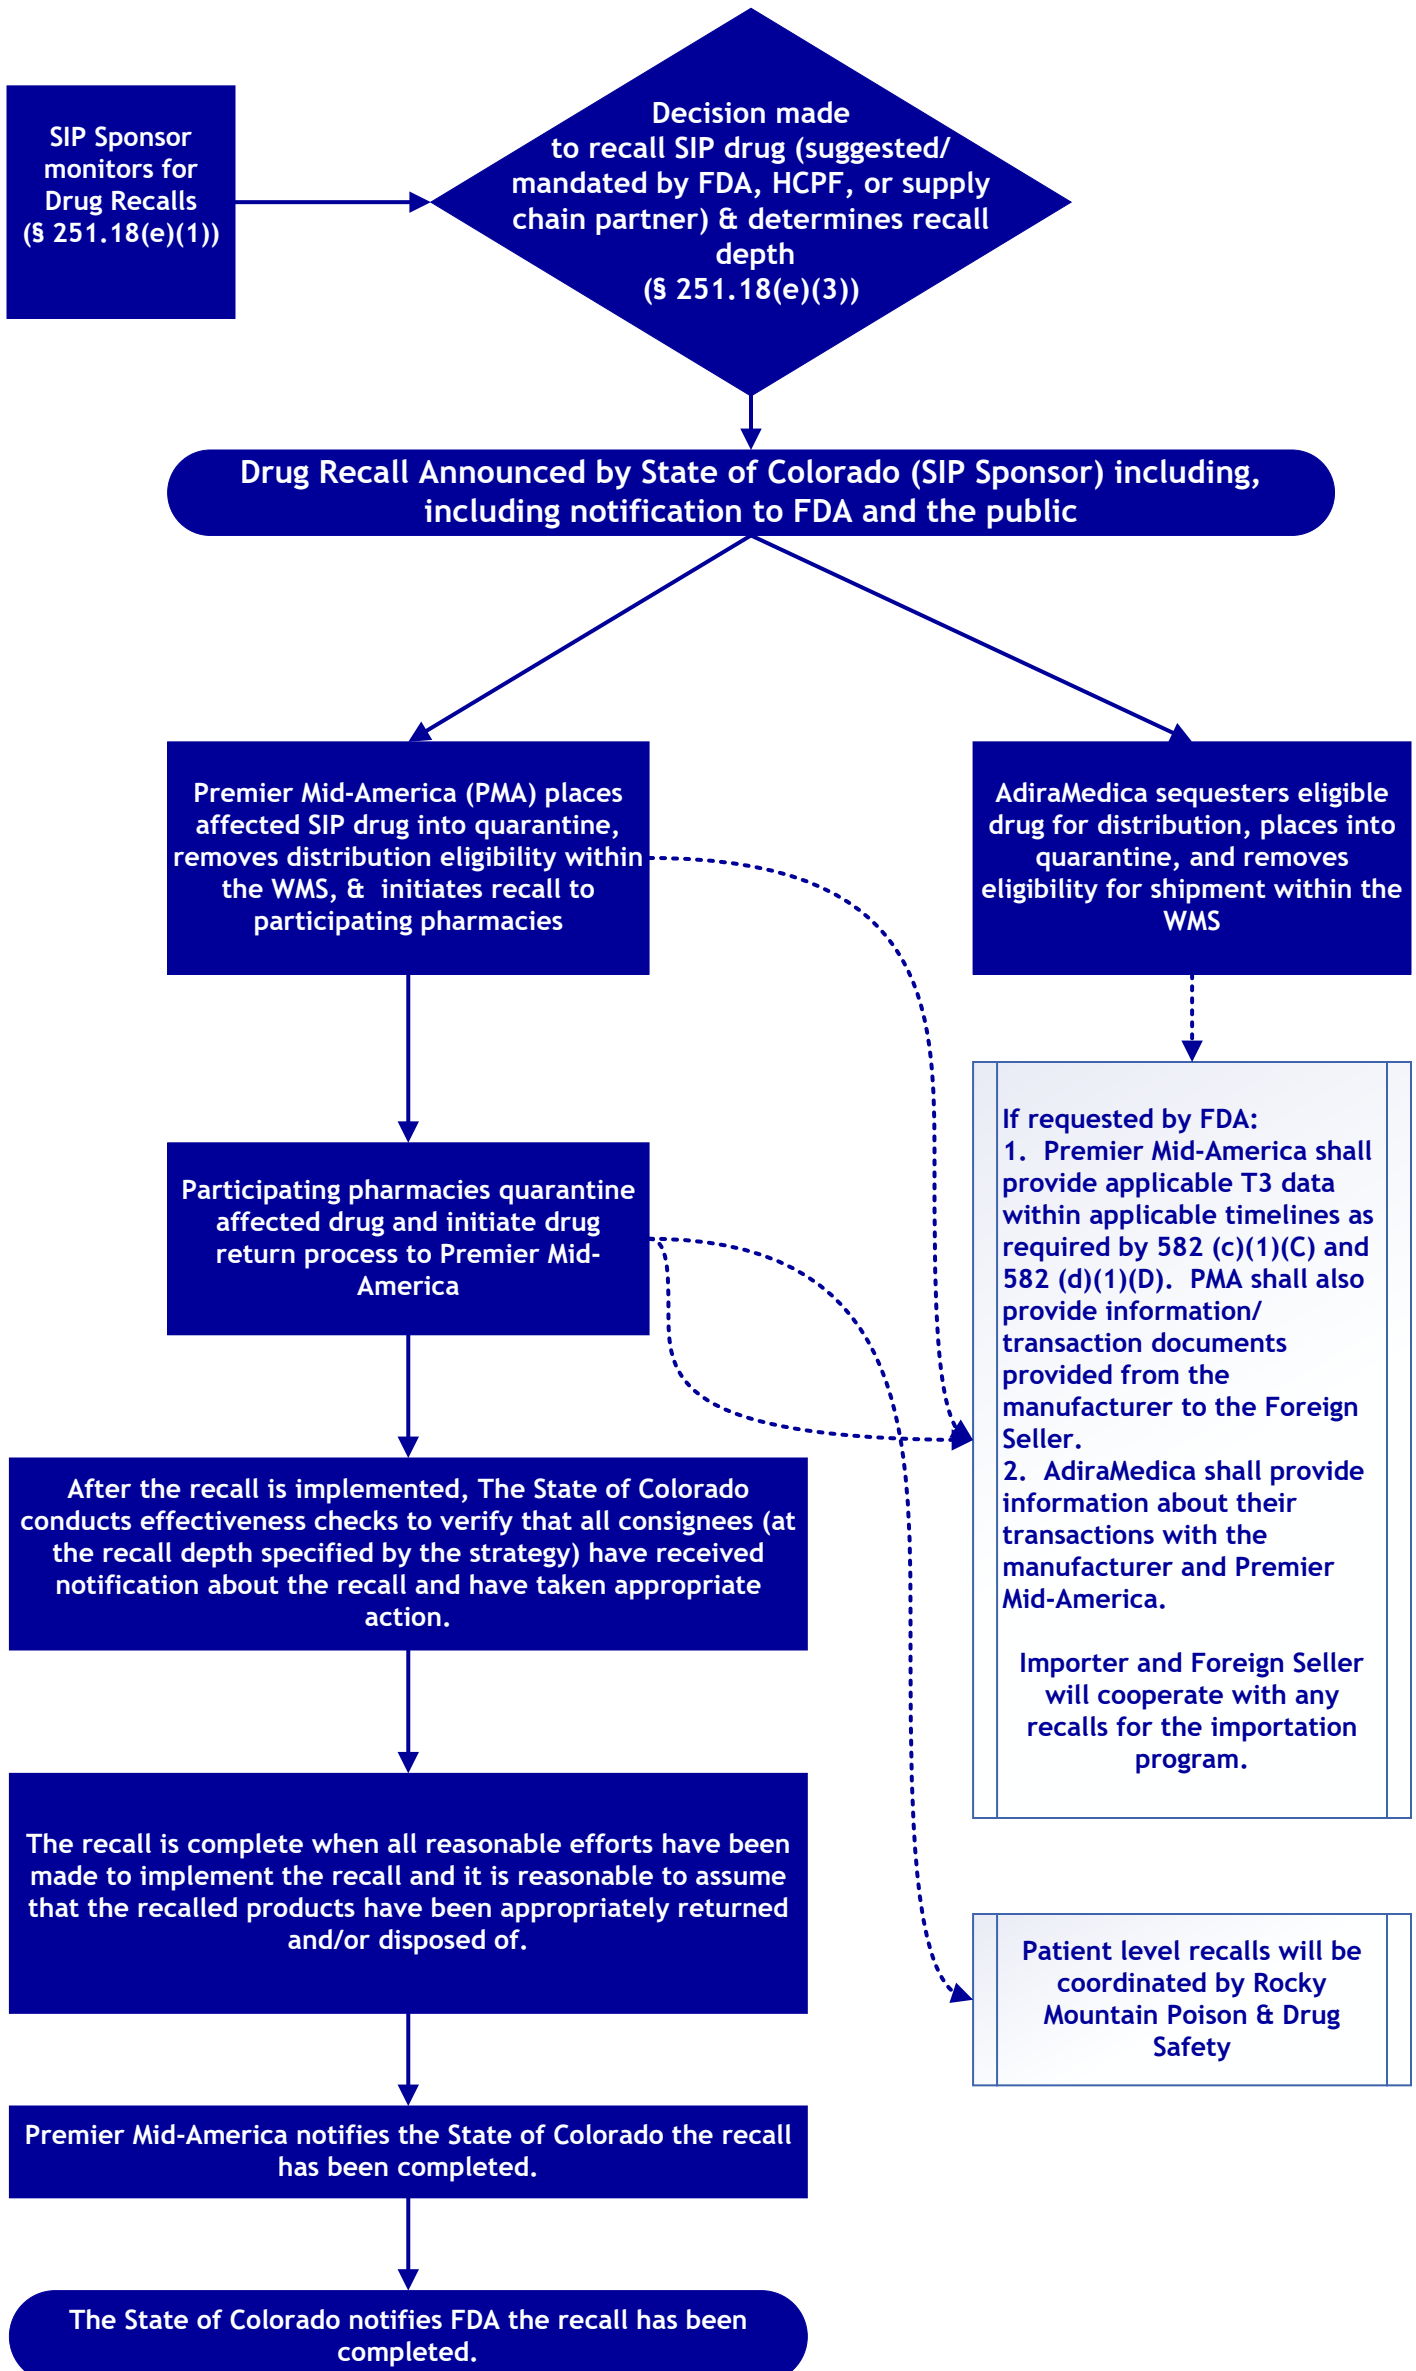 SIP Sponsor
monitors for
Drug Recalls
(§ 251.18(e)(1))
Decision made
to recall SIP drug (suggested/
mandated by FDA, HCPF, or supply
chain partner) & determines recall
depth
(§ 251.18(e)(3))
Drug Recall Announced by State of Colorado (SIP Sponsor) including,
including notification to FDA and the public
Premier Mid-America (PMA) places
affected SIP drug into quarantine,
removes distribution eligibility within
the WMS, &  initiates recall to
participating pharmacies
AdiraMedica sequesters eligible
drug for distribution, places into
quarantine, and removes
eligibility for shipment within the
WMS
Participating pharmacies quarantine
affected drug and initiate drug
return process to Premier Mid-
America
If requested by FDA:
1.  Premier Mid-America shall
provide applicable T3 data
within applicable timelines as
required by 582 (c)(1)(C) and
582 (d)(1)(D).  PMA shall also
provide information/
transaction documents
provided from the
manufacturer to the Foreign
Seller.
2.  AdiraMedica shall provide
information about their
transactions with the
manufacturer and Premier
Mid-America.
Importer and Foreign Seller
will cooperate with any
recalls for the importation
program.
After the recall is implemented, The State of Colorado
conducts effectiveness checks to verify that all consignees (at
the recall depth specified by the strategy) have received
notification about the recall and have taken appropriate
action.
The recall is complete when all reasonable efforts have been
made to implement the recall and it is reasonable to assume
that the recalled products have been appropriately returned
and/or disposed of.
Patient level recalls will be
coordinated by Rocky
Mountain Poison & Drug
Safety
Premier Mid-America notifies the State of Colorado the recall
has been completed.
The State of Colorado notifies FDA the recall has been
completed.